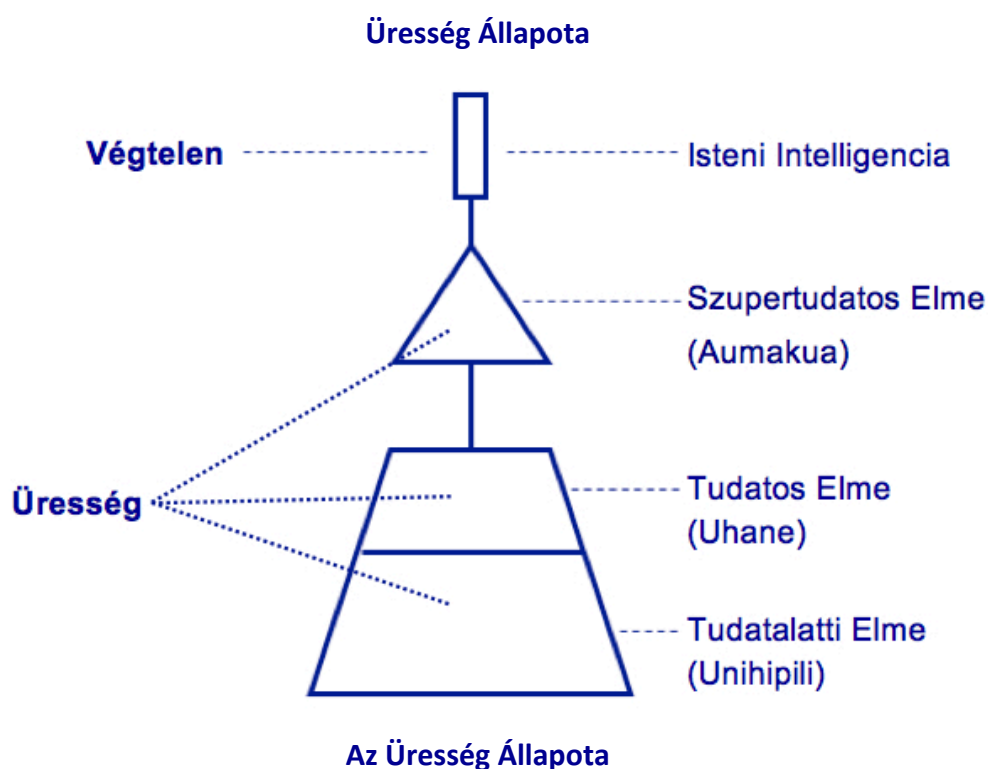 Üresség Állapota
Végtelen
Isteni Intelligencia
Szupertudatos Elme
(Aumakua)
Üresség
Tudatos Elme
(Uhane)
Tudatalatti Elme
(Unihipili)
Az Üresség Állapota